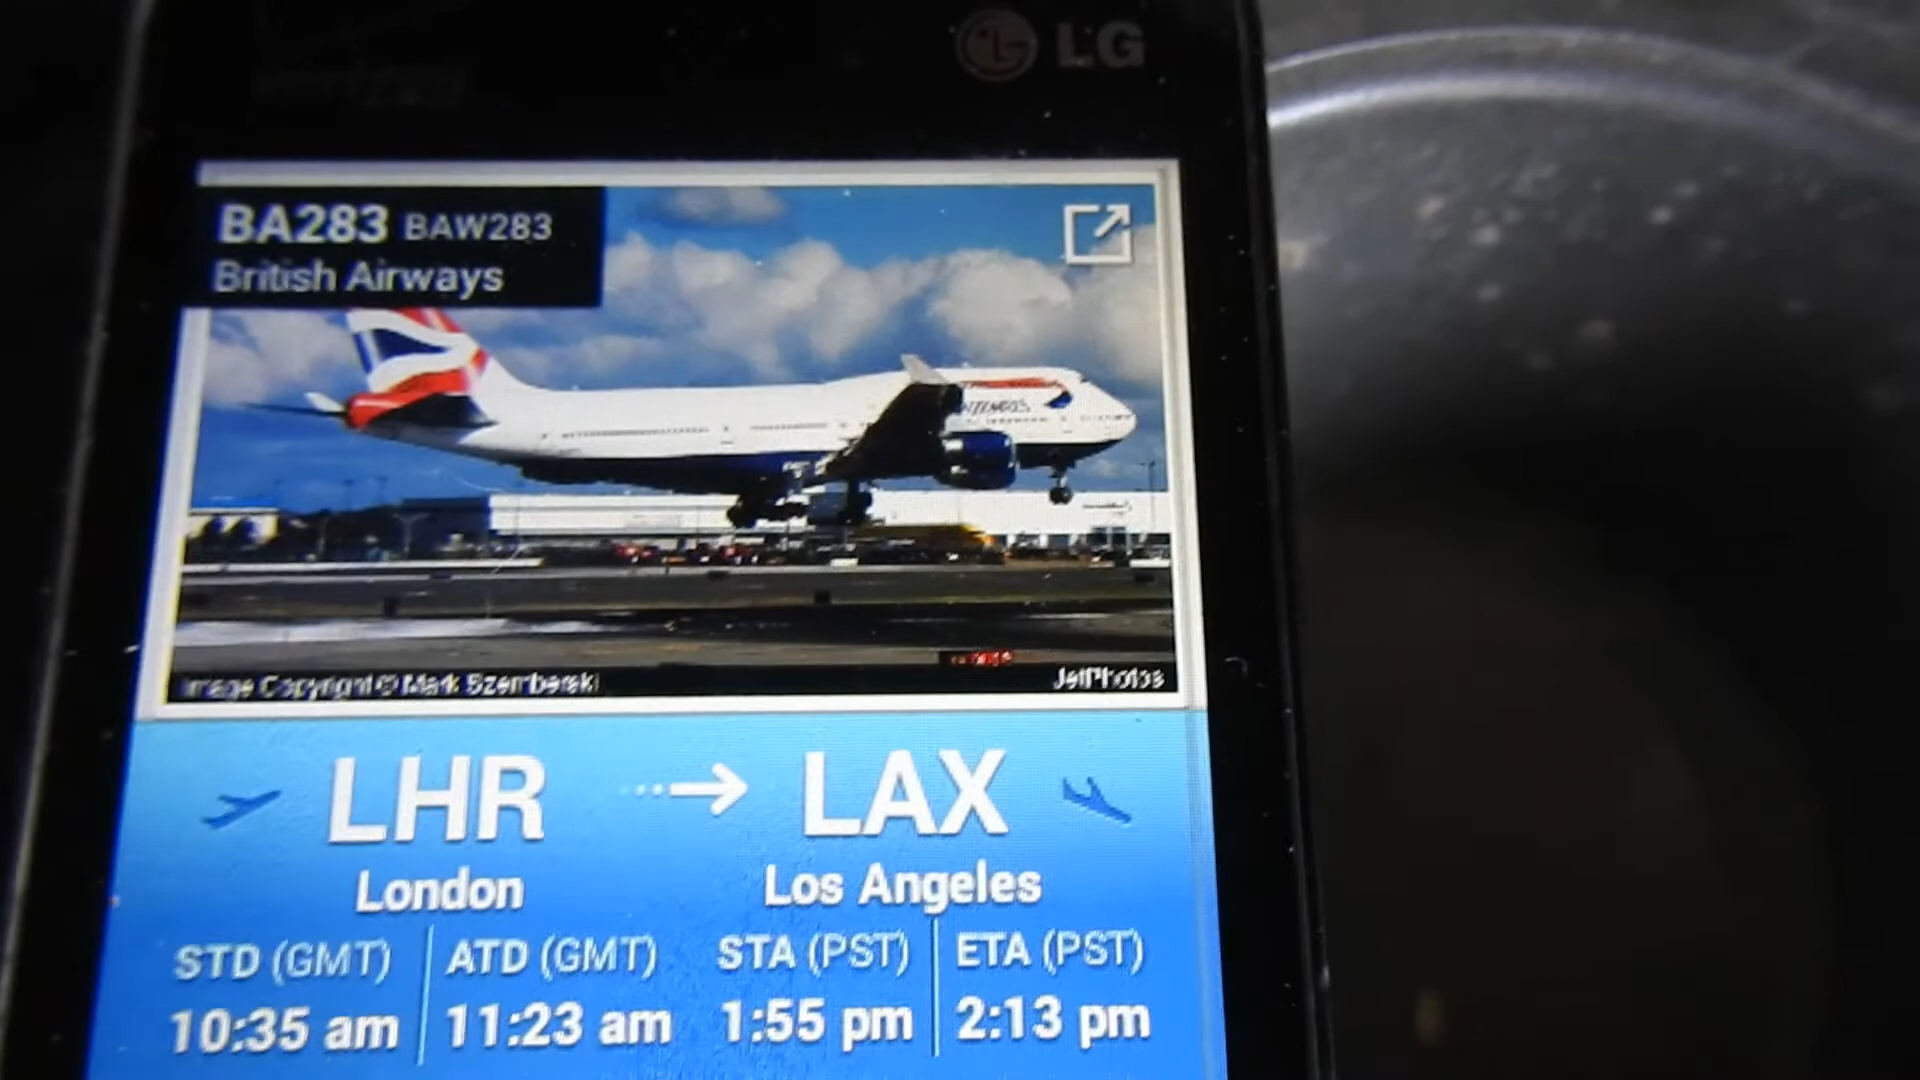 LG
BA283 BAW283
British Airways
Image Copyright © Mark Szemberski
JetPhotos
LHR
LAX
London
Los Angeles
STD (GMT)
ATD (GMT)
STA (PST)
ETA (PST)
10:35 am
11:23 am
1:55 pm
2:13 pm